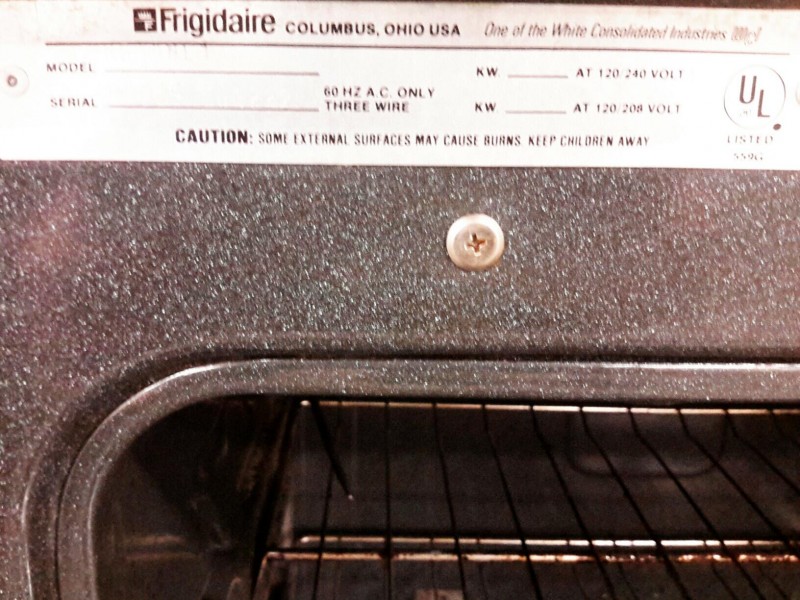 Frigidaire COLUMBUS, OHIO USA One of the White Consolidated Industries
MODEL KW. AT 120/240 VOLT
SERIAL 60 HZ A.C. ONLY
THREE WIRE KW. AT 120/208 VOLT
UL
LISTED
559G
CAUTION: SOME EXTERNAL SURFACES MAY CAUSE BURNS. KEEP CHILDREN AWAY